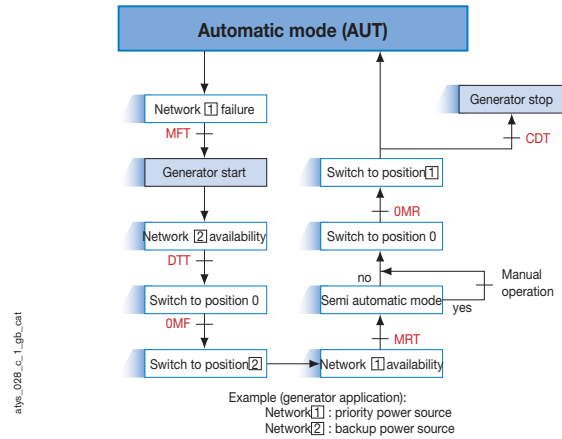 Automatic mode (AUT)
Network 1 failure
MFT
Generator start
Network 2 availability
DTT
Switch to position 0
0MF
Switch to position 2
Generator stop
CDT
Switch to position 1
0MR
Switch to position 0
no
Semi automatic mode
yes
Manual
operation
MRT
Network 1 availability
Example (generator application):
Network 1 : priority power source
Network 2 : backup power source
atys_028_c_1_gb_cat